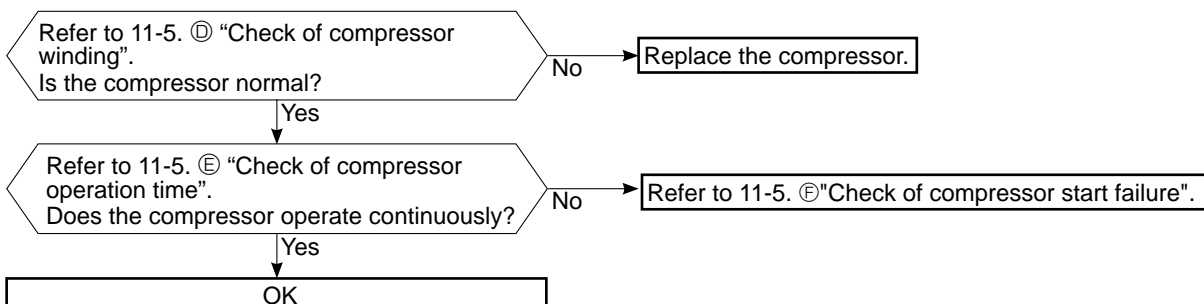 Refer to 11-5. Ⓓ “Check of compressor
winding”.
Is the compressor normal?
No
Replace the compressor.
Yes
Refer to 11-5. Ⓔ “Check of compressor
operation time”.
Does the compressor operate continuously?
No
Refer to 11-5. Ⓕ"Check of compressor start failure".
Yes
OK